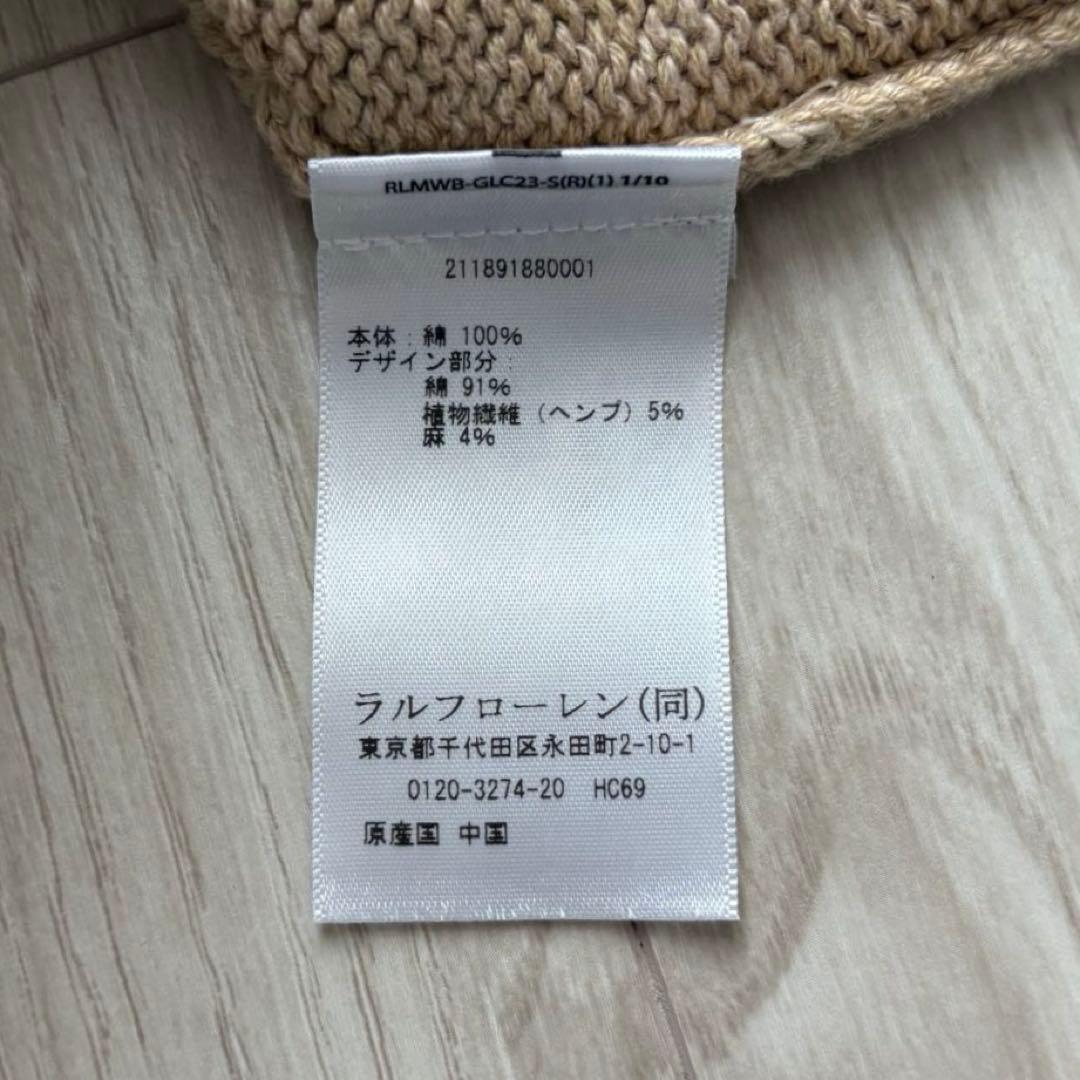 RLMWB-GLC23-S(R)(1) 1/10
211891880001
本体：綿 100%
デザイン部分：
綿 91%
植物繊維（ヘンプ）5%
麻 4%
ラルフローレン(同)
東京都千代田区永田町2-10-1
0120-3274-20 HC69
原産国 中国